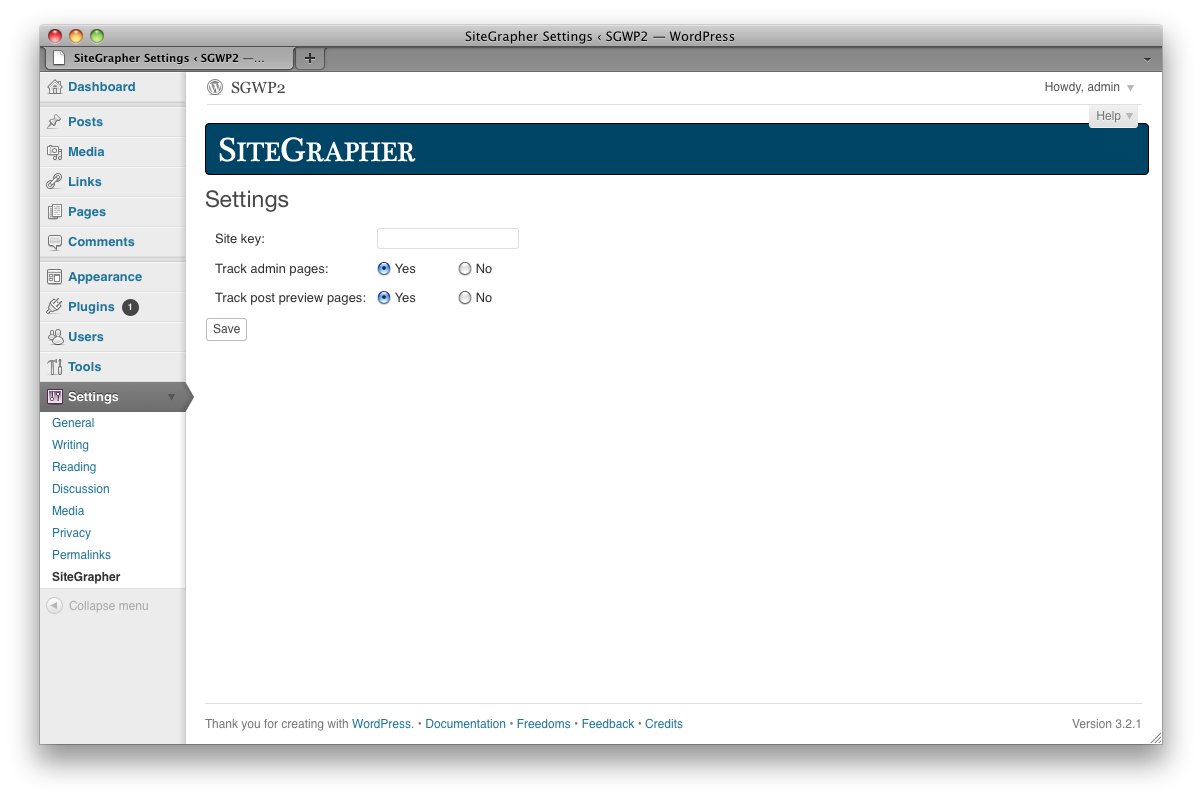 SiteGrapher Settings ‹ SGWP2 — WordPress
SiteGrapher Settings ‹ SGWP2 —...
Dashboard
Posts
Media
Links
Pages
Comments
Appearance
Plugins 1
Users
Tools
Settings
General
Writing
Reading
Discussion
Media
Privacy
Permalinks
SiteGrapher
Collapse menu
SGWP2
Howdy, admin
Help
SITEGRAPHER
Settings
Site key:
Track admin pages: Yes No
Track post preview pages: Yes No
Save
Thank you for creating with WordPress. • Documentation • Freedoms • Feedback • Credits
Version 3.2.1